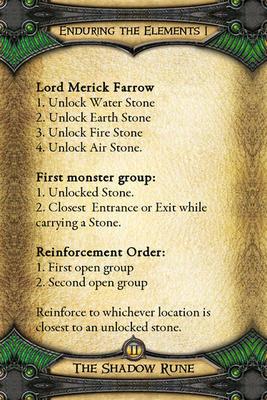 Enduring the Elements I
Lord Merick Farrow
1. Unlock Water Stone
2. Unlock Earth Stone
3. Unlock Fire Stone
4. Unlock Air Stone.
First monster group:
1. Unlocked Stone.
2. Closest Entrance or Exit while
carrying a Stone.
Reinforcement Order:
1. First open group
2. Second open group
Reinforce to whichever location is
closest to an unlocked stone.
II
The Shadow Rune